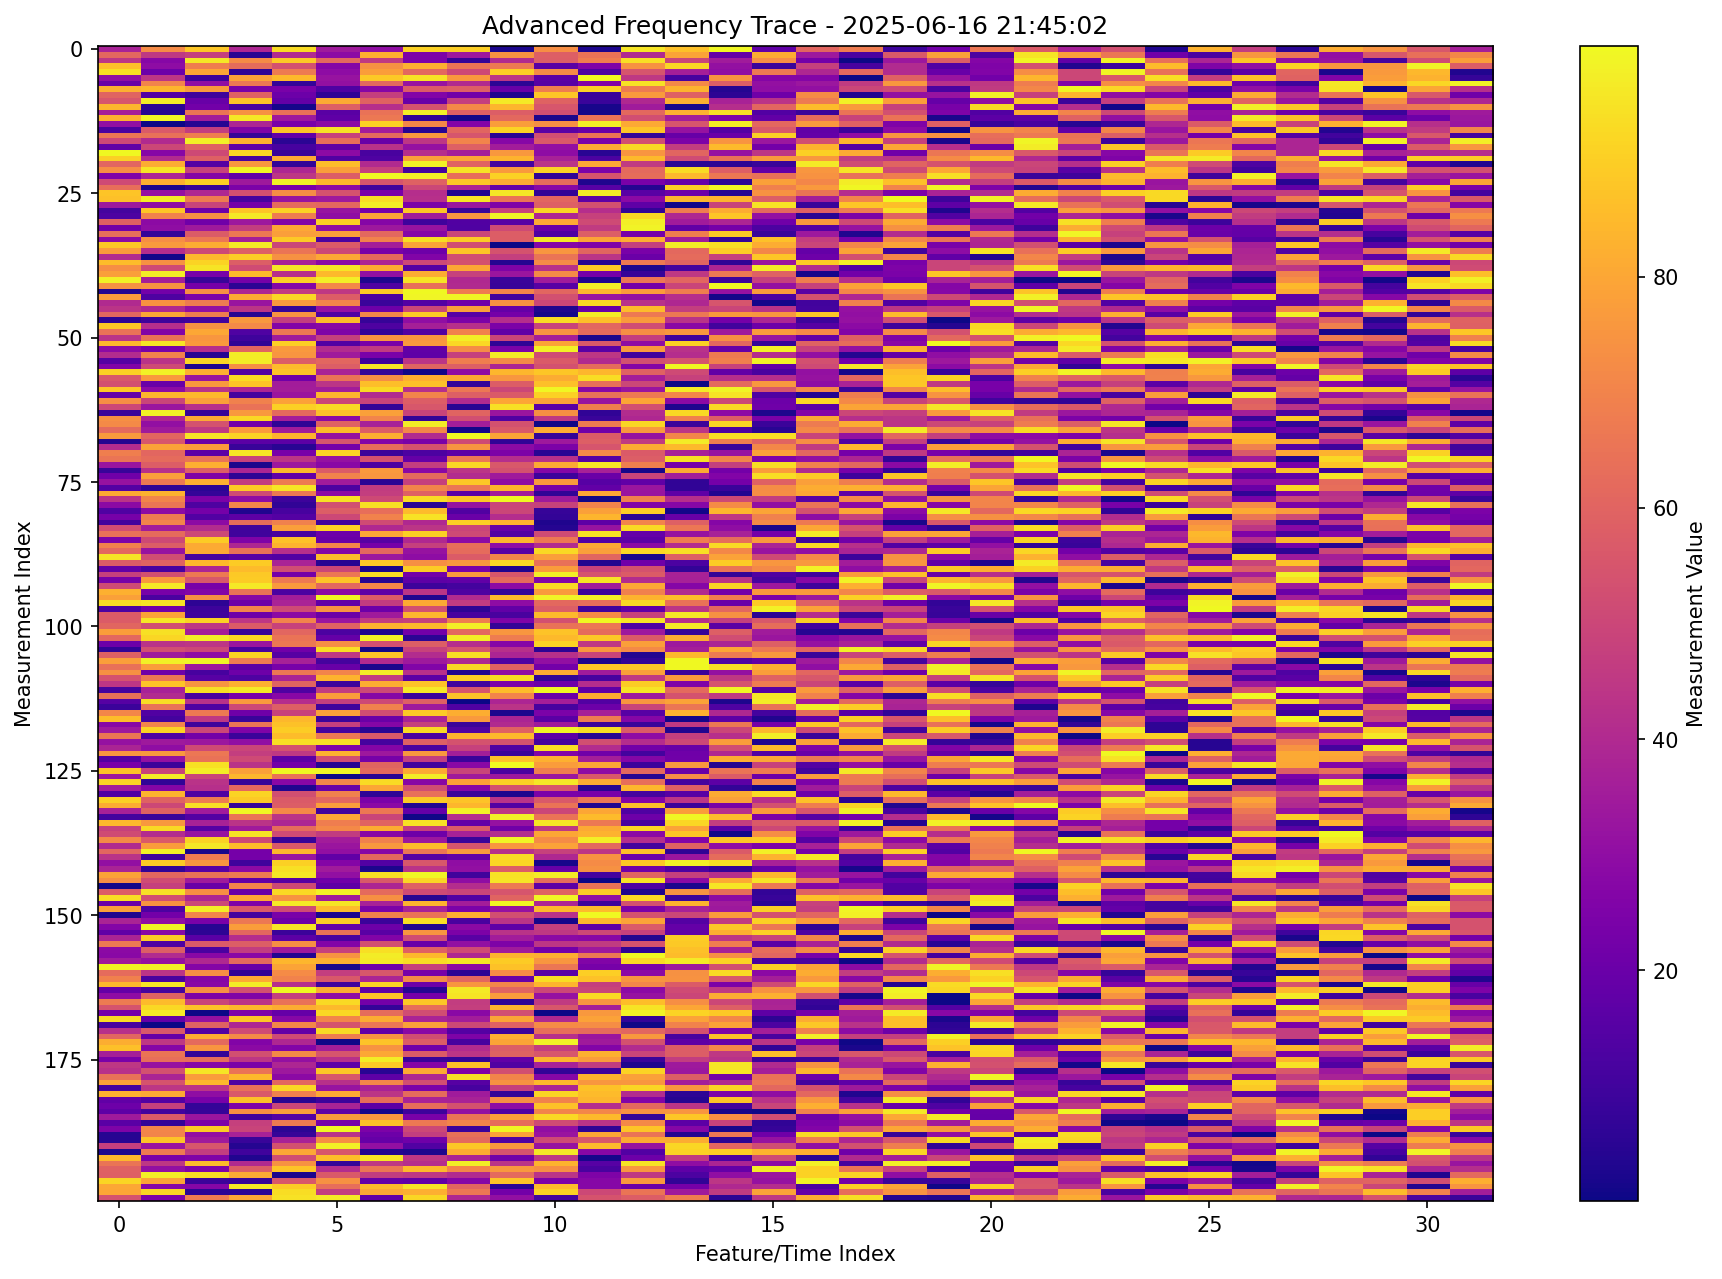 Advanced Frequency Trace - 2025-06-16 21:45:02
0
25
50
75
100
125
150
175
Measurement Index
0 5 10 15 20 25 30
Feature/Time Index
80
60
40
20
Measurement Value